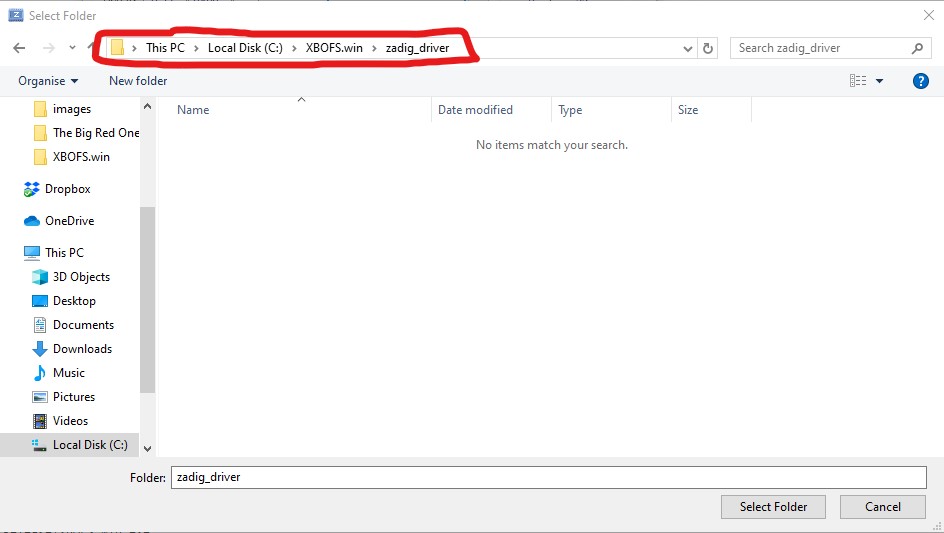 Select Folder
This PC > Local Disk (C:) > XBOFS.win > zadig_driver
Search zadig_driver
Organise
New folder
?
images
The Big Red One
XBOFS.win
Dropbox
OneDrive
This PC
3D Objects
Desktop
Documents
Downloads
Music
Pictures
Videos
Local Disk (C:)
Name
Date modified
Type
Size
No items match your search.
Folder: zadig_driver
Select Folder
Cancel